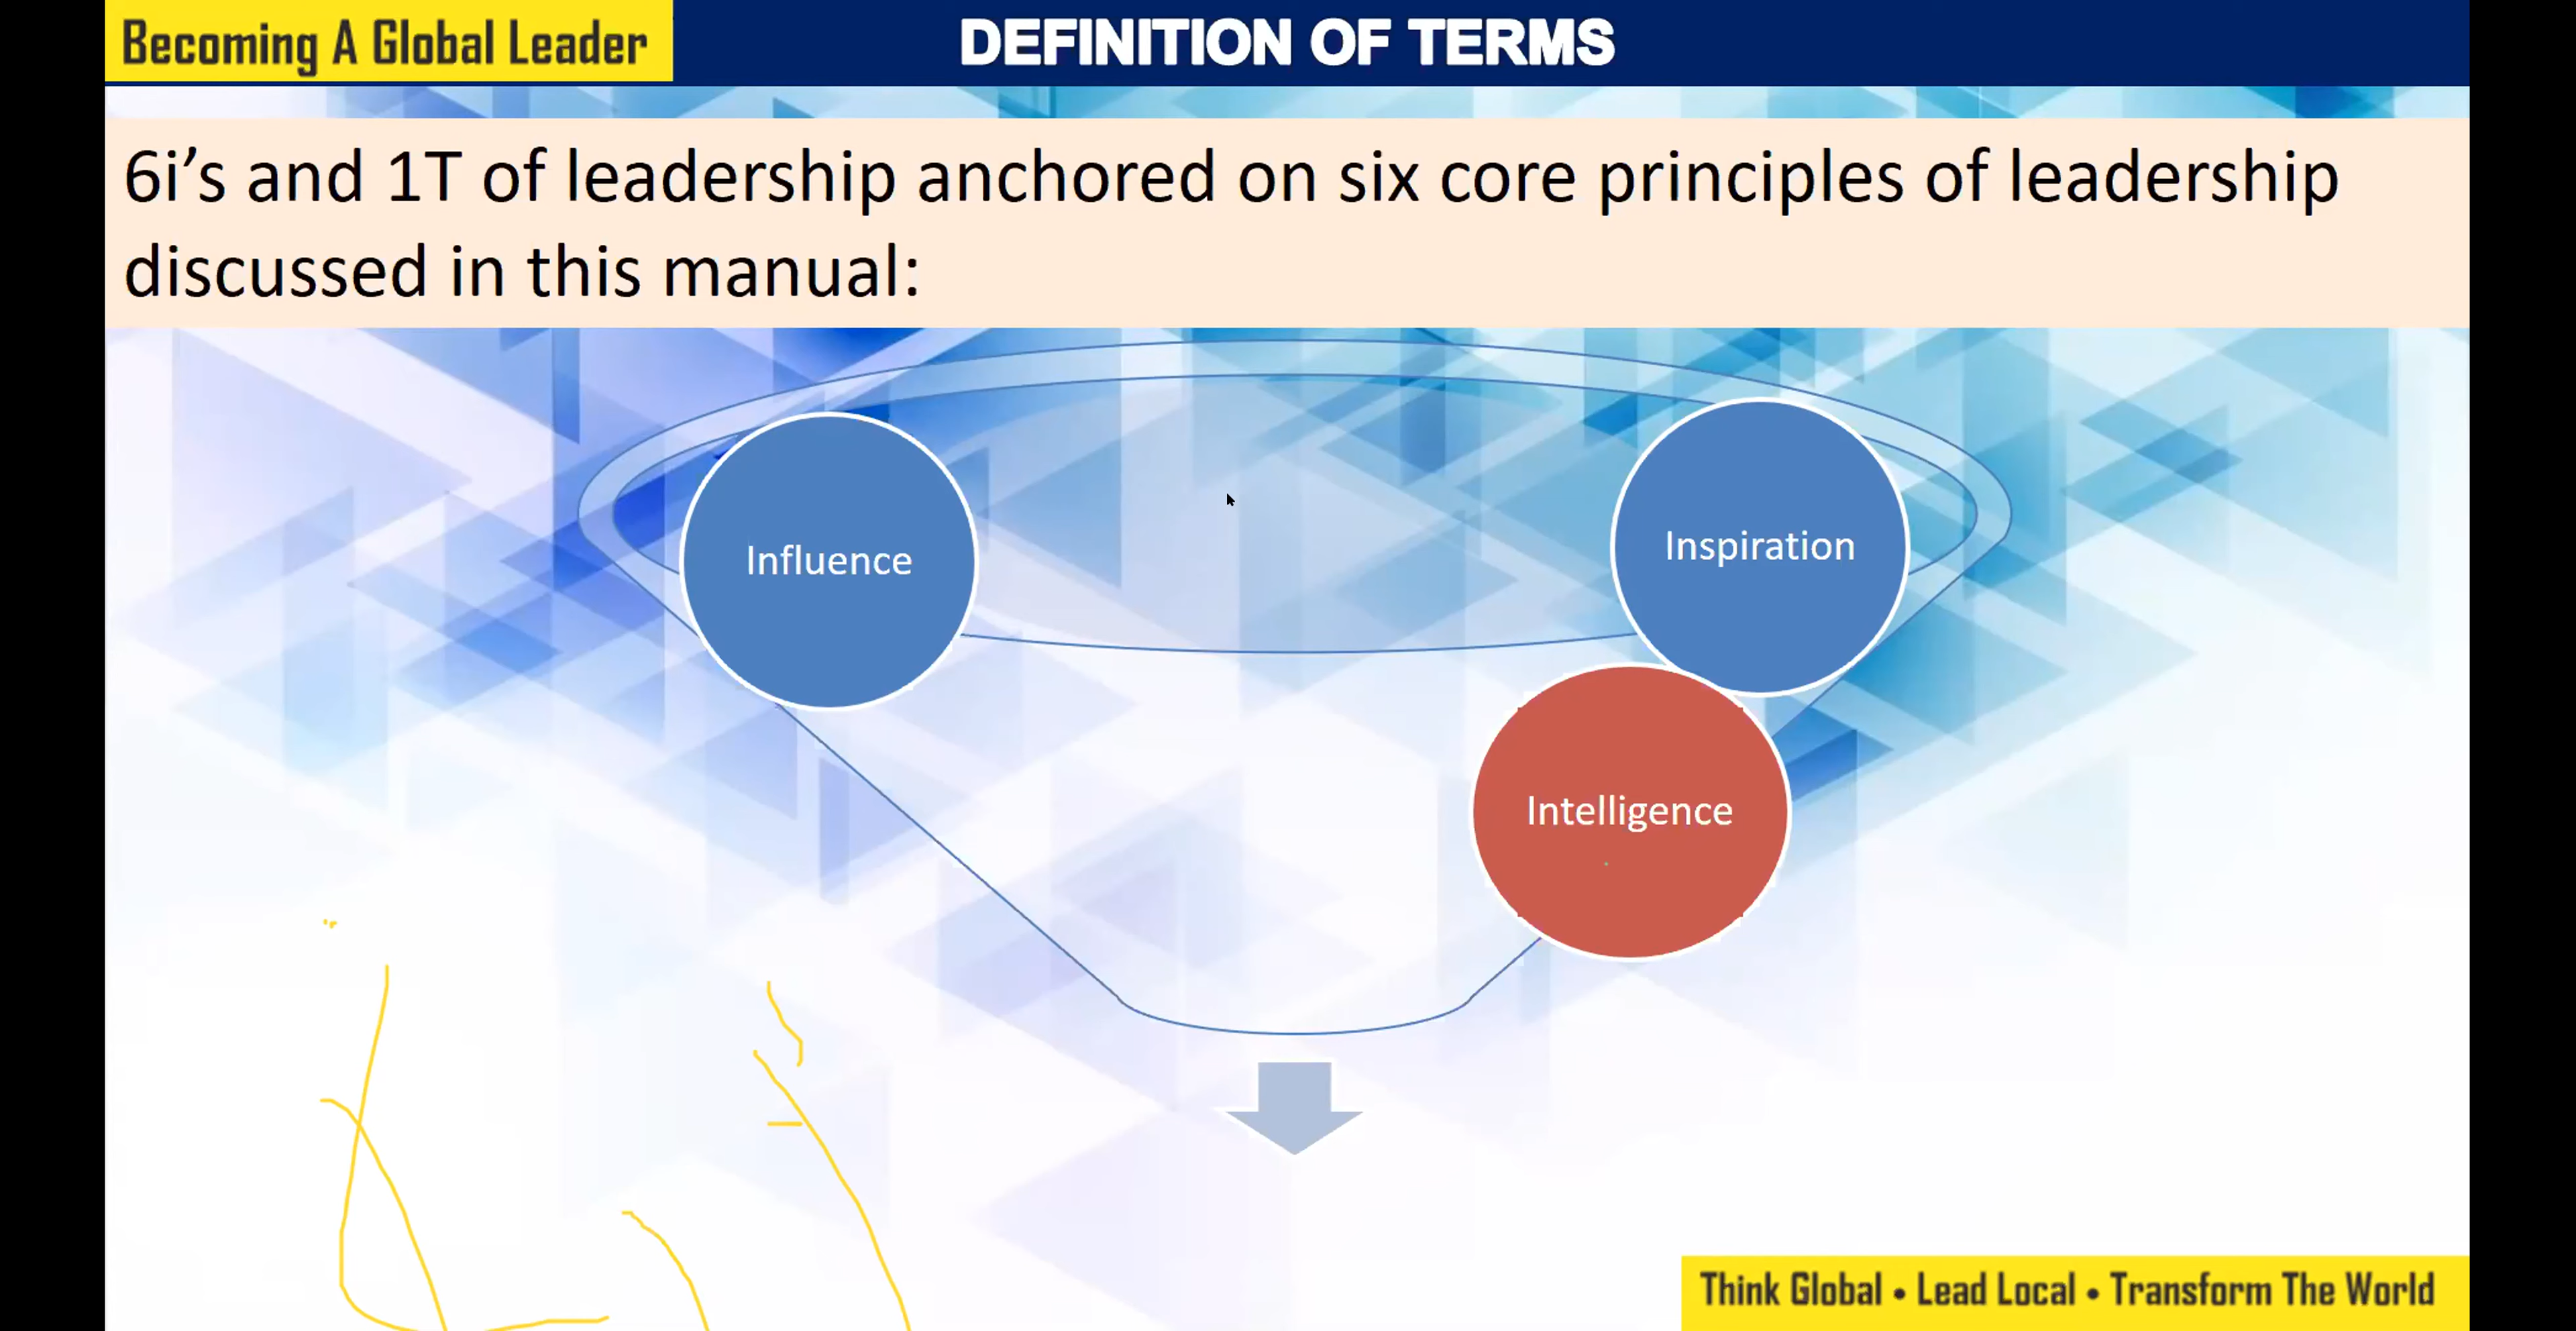 Becoming A Global Leader
DEFINITION OF TERMS
6i’s and 1T of leadership anchored on six core principles of leadership
discussed in this manual:
Influence
Inspiration
Intelligence
Think Global • Lead Local • Transform The World